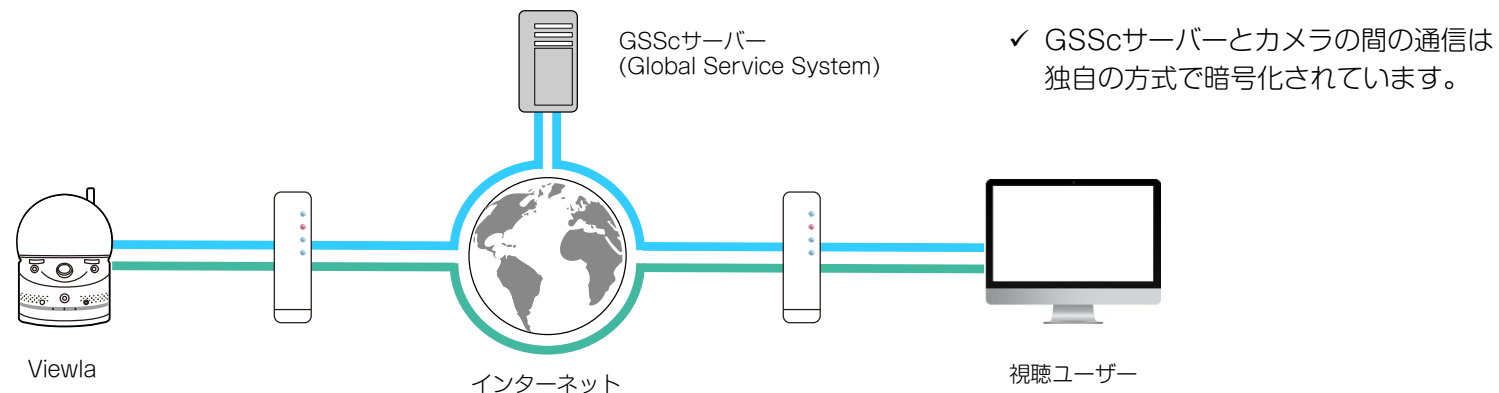 GSScサーバー
(Global Service System)
✓ GSScサーバーとカメラの間の通信は
独自の方式で暗号化されています。
Viewla
インターネット
視聴ユーザー